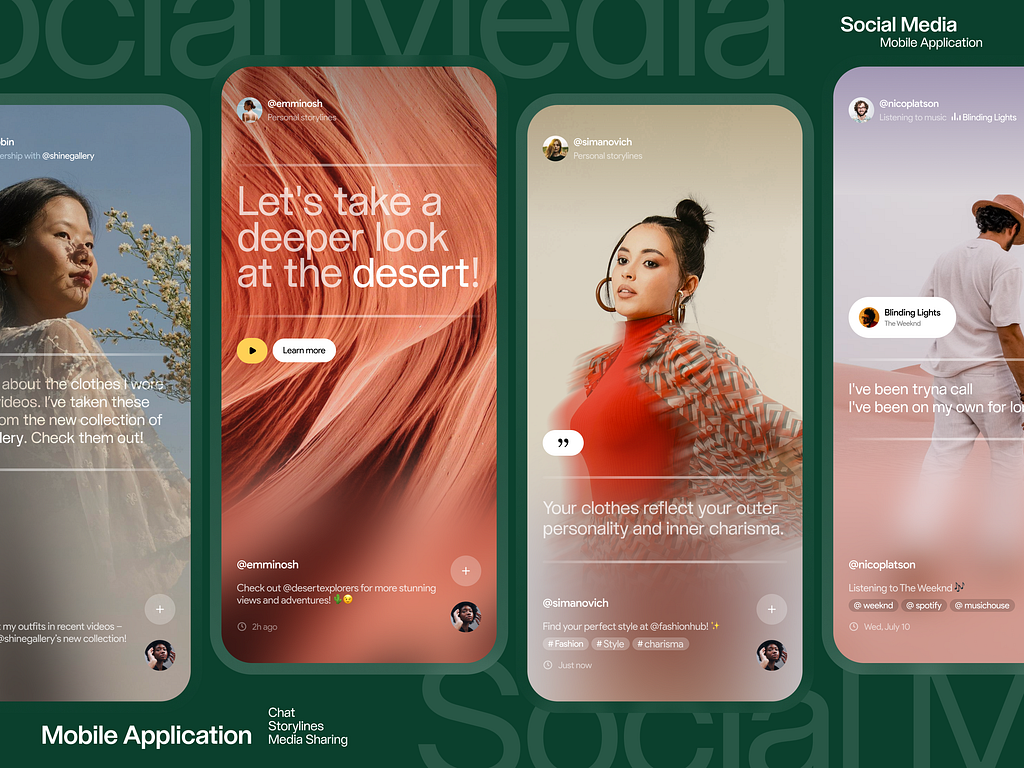 Social Media
Social Media
Mobile Application
bin
ership with @shinegallery
about the clothes I wore
videos. I've taken these
om the new collection of
lery. Check them out!
my outfits in recent videos –
@shinegallery's new collection!
@emminosh
Personal storylines
Let's take a
deeper look
at the desert!
Learn more
@emminosh
Check out @desertexplorers for more stunning
views and adventures! 🌵😉
2h ago
@simanovich
Personal storylines
”
Your clothes reflect your outer
personality and inner charisma.
@simanovich
Find your perfect style at @fashionhub! ✨
# Fashion # Style # charisma
Just now
@nicoplatson
Listening to music Blinding Lights
Blinding Lights
The Weeknd
I've been tryna call
I've been on my own for lon
@nicoplatson
Listening to The Weeknd 🎶
@ weeknd @ spotify @ musichouse
Wed, July 10
Mobile Application
Chat
Storylines
Media Sharing
Social M